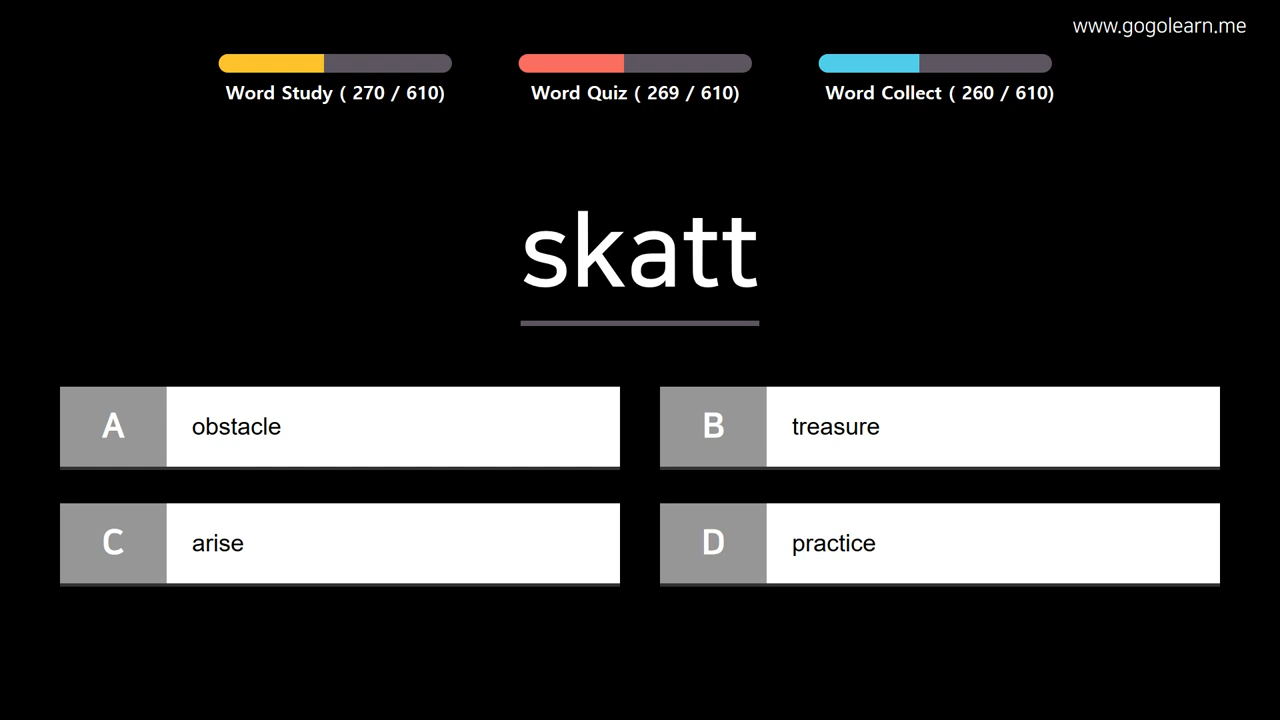 www.gogolearn.me
Word Study ( 270 / 610)
Word Quiz ( 269 / 610)
Word Collect ( 260 / 610)
skatt
A obstacle
B treasure
C arise
D practice